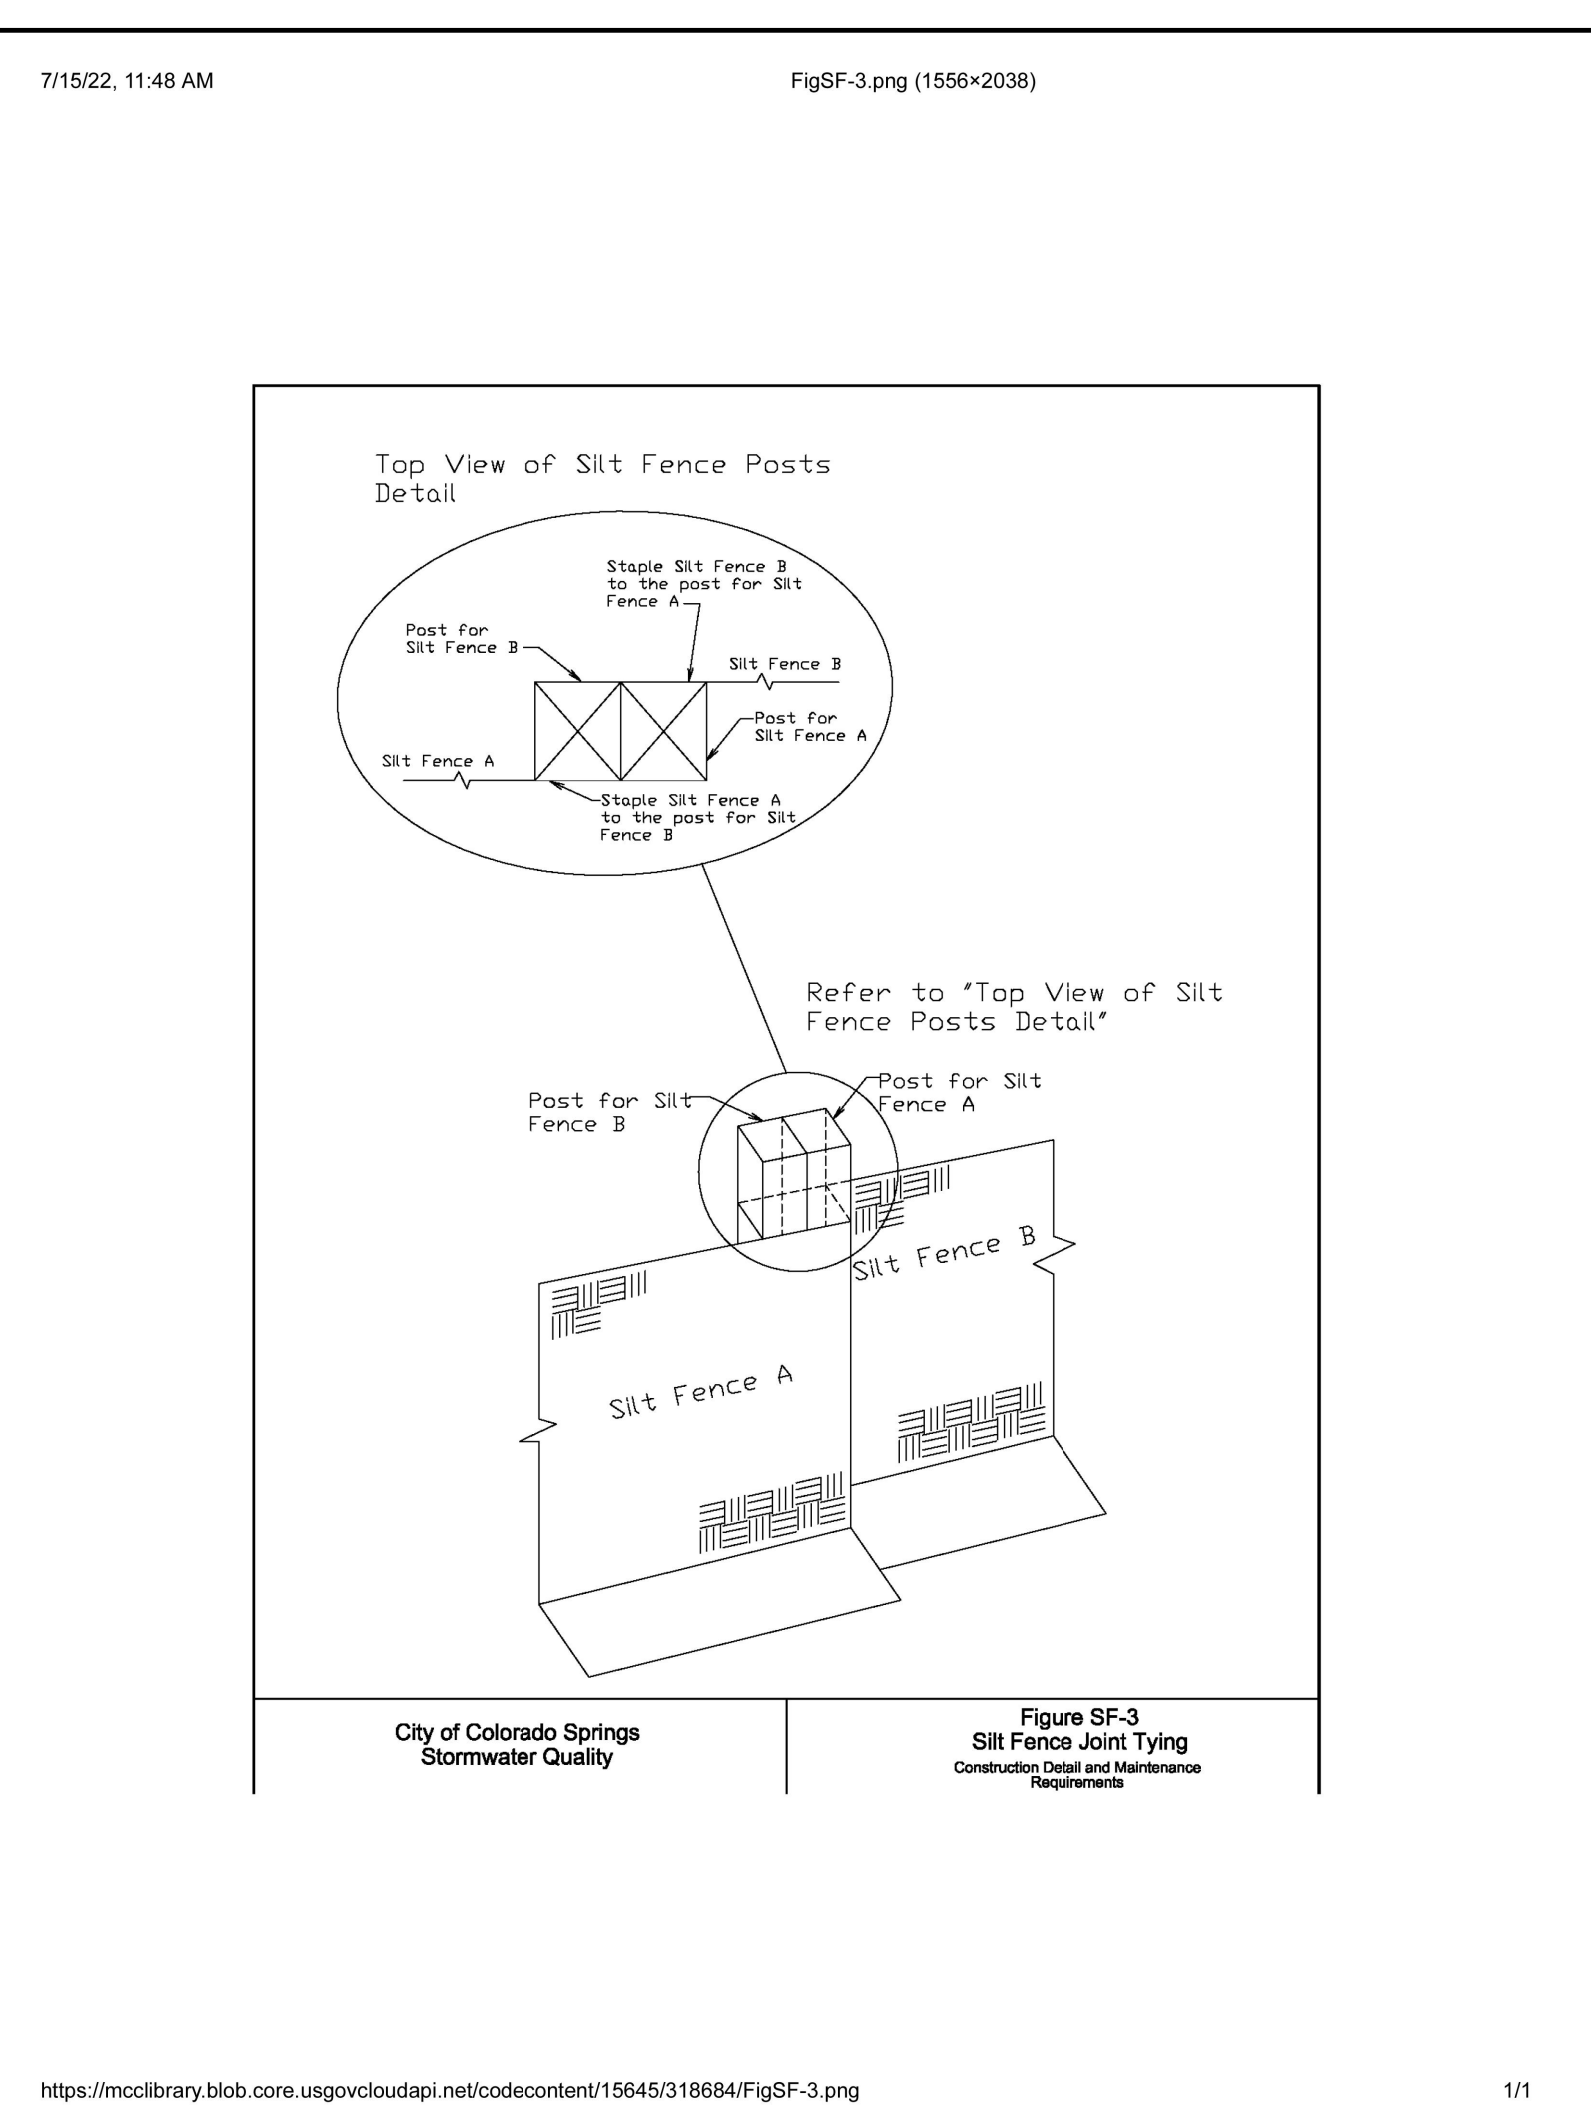 7/15/22, 11:48 AM
FigSF-3.png (1556×2038)
Top View of Silt Fence Posts
Detail
Staple Silt Fence B
to the post for Silt
Fence A
Post for
Silt Fence B
Silt Fence B
Post for
Silt Fence A
Silt Fence A
Staple Silt Fence A
to the post for Silt
Fence B
Refer to "Top View of Silt
Fence Posts Detail"
Post for Silt
Fence A
Post for Silt
Fence B
Silt Fence B
Silt Fence A
City of Colorado Springs
Stormwater Quality
Figure SF-3
Silt Fence Joint Tying
Construction Detail and Maintenance
Requirements
https://mcclibrary.blob.core.usgovcloudapi.net/codecontent/15645/318684/FigSF-3.png
1/1